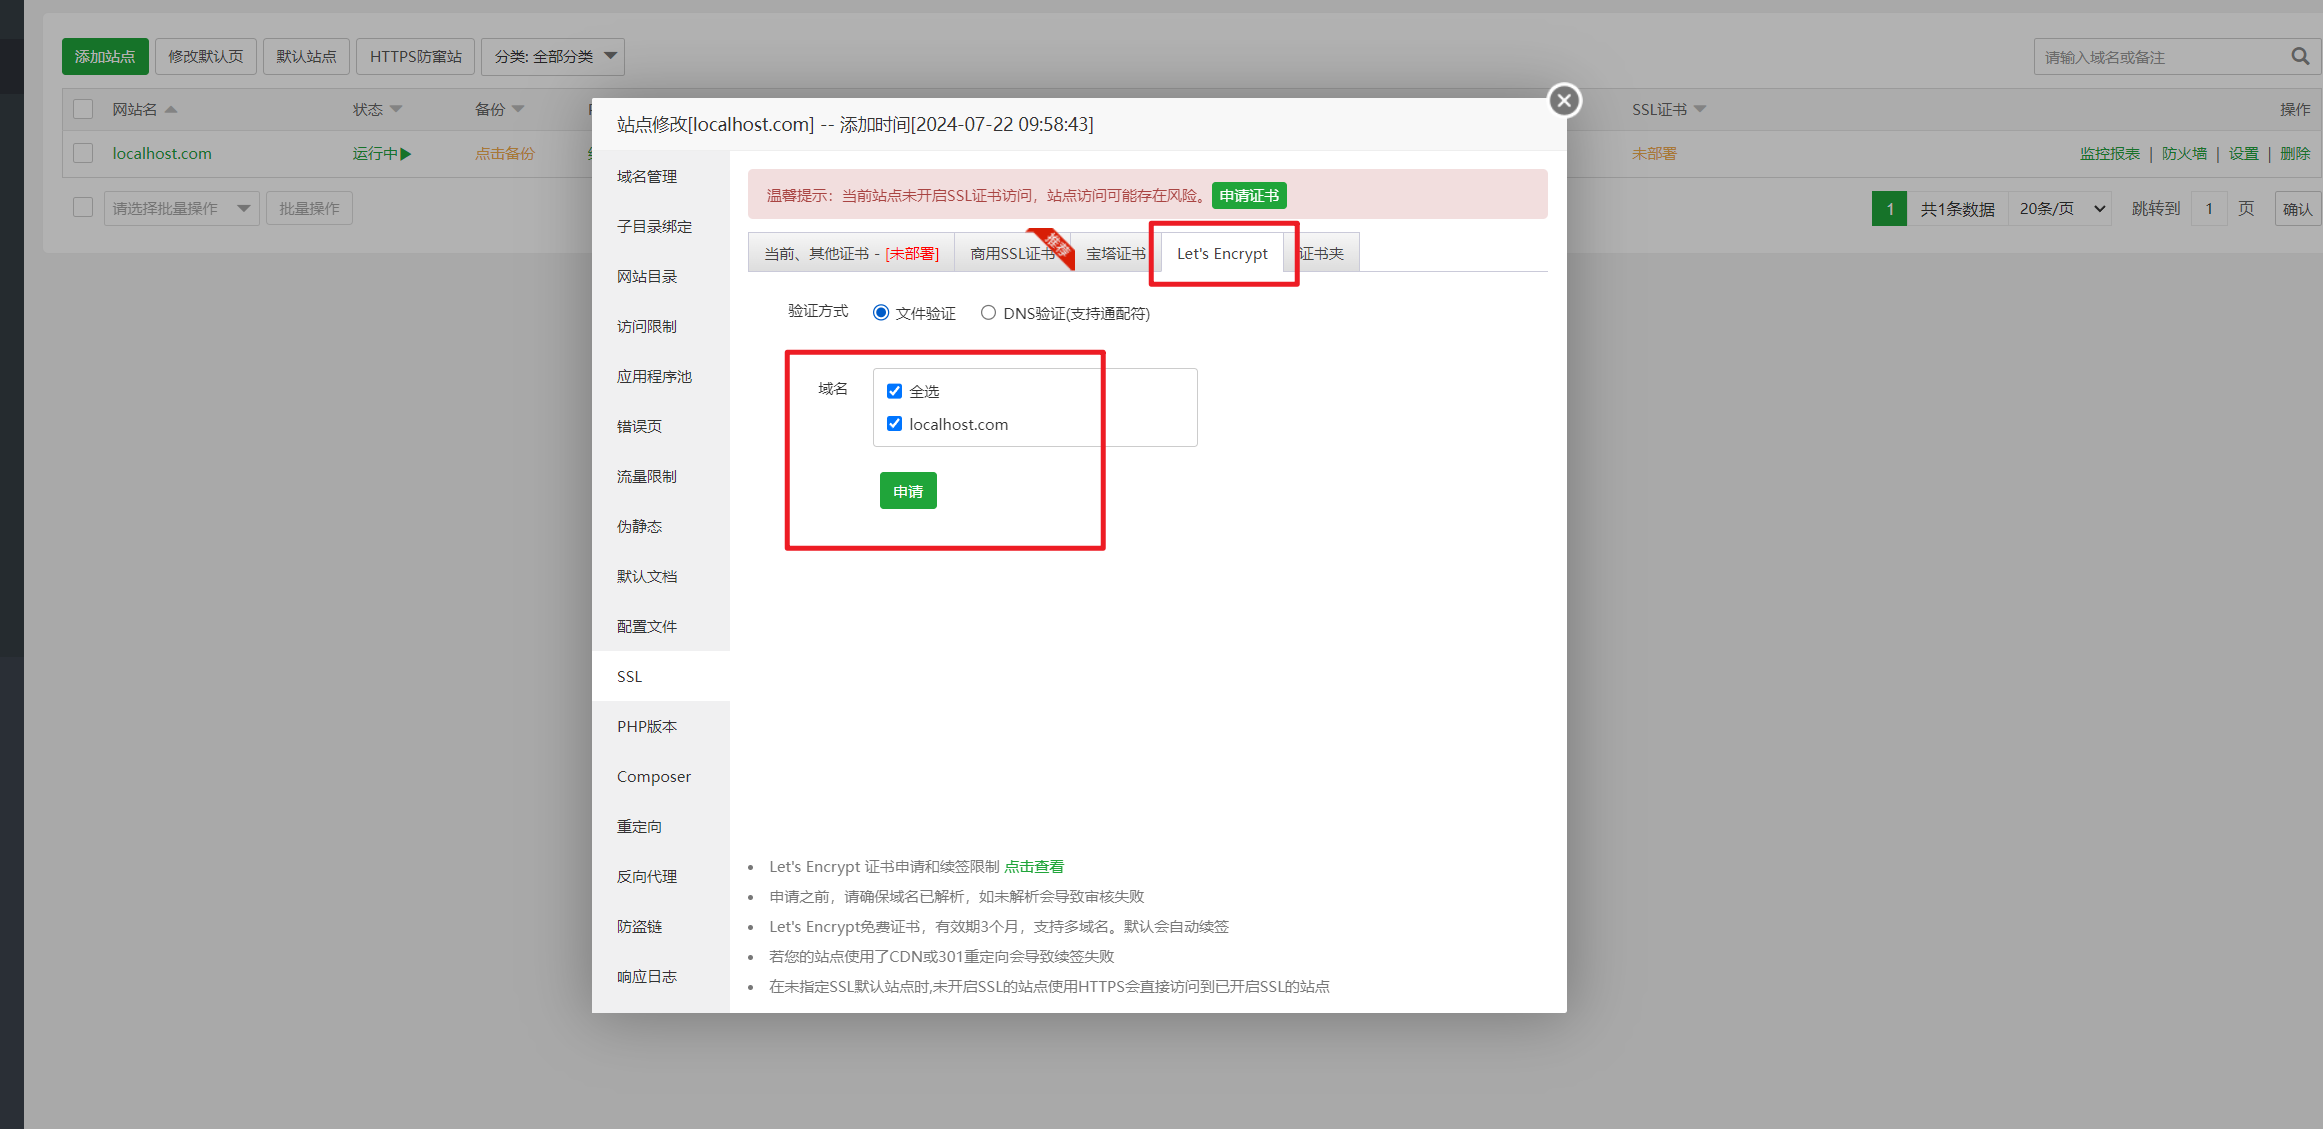 添加站点 修改默认页 默认站点 HTTPS防窜站 分类: 全部分类 请输入域名或备注
网站名 状态 备份 SSL证书 操作
localhost.com 运行中 点击备份 未部署 监控报表 | 防火墙 | 设置 | 删除
请选择批量操作 批量操作 1 共1条数据 20条/页 跳转到 1 页 确认
站点修改[localhost.com] -- 添加时间[2024-07-22 09:58:43]
域名管理
子目录绑定
网站目录
访问限制
应用程序池
错误页
流量限制
伪静态
默认文档
配置文件
SSL
PHP版本
Composer
重定向
反向代理
防盗链
响应日志
温馨提示：当前站点未开启SSL证书访问，站点访问可能存在风险。 申请证书
当前、其他证书 - [未部署] 商用SSL证书 推荐 宝塔证书 Let's Encrypt 证书夹
验证方式 文件验证 DNS验证(支持通配符)
域名 全选
localhost.com
申请
Let's Encrypt 证书申请和续签限制 点击查看
申请之前，请确保域名已解析，如未解析会导致审核失败
Let's Encrypt免费证书，有效期3个月，支持多域名。默认会自动续签
若您的站点使用了CDN或301重定向会导致续签失败
在未指定SSL默认站点时,未开启SSL的站点使用HTTPS会直接访问到已开启SSL的站点